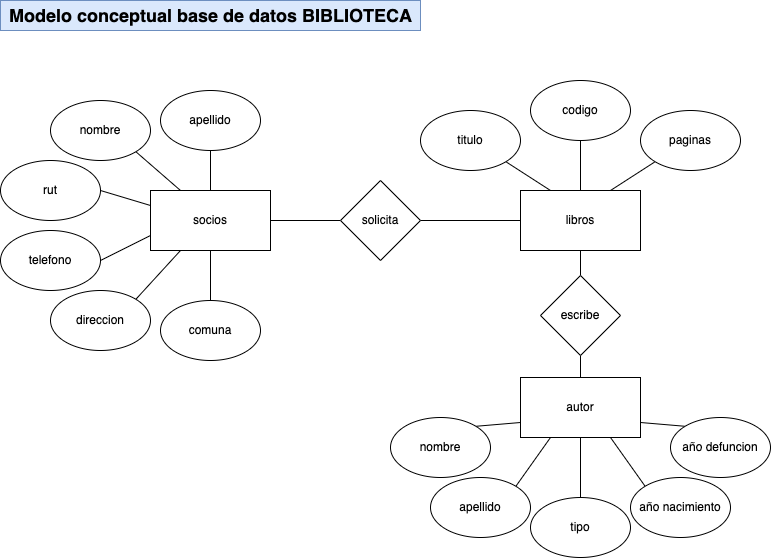 Modelo conceptual base de datos BIBLIOTECA
nombre
apellido
rut
telefono
direccion
comuna
socios
solicita
titulo
codigo
paginas
libros
escribe
autor
nombre
apellido
tipo
año nacimiento
año defuncion